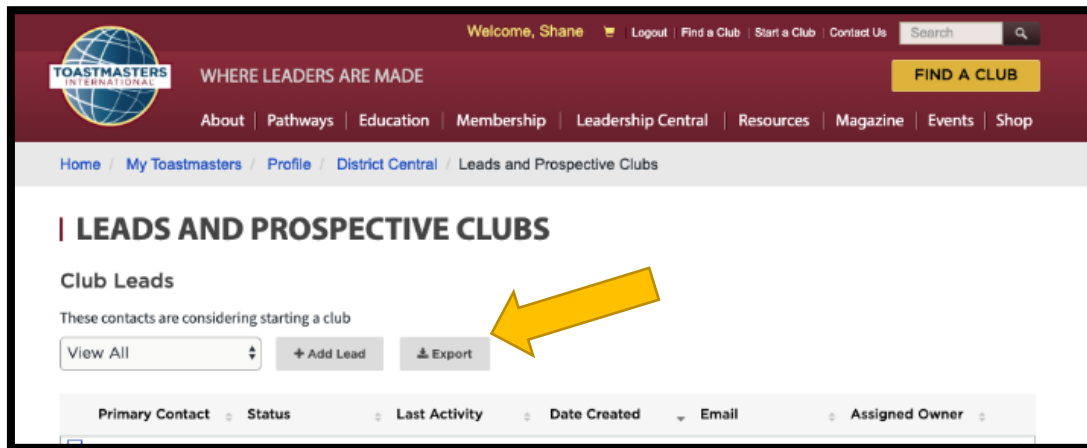 Welcome, Shane Logout | Find a Club | Start a Club | Contact Us Search
TOASTMASTERS
INTERNATIONAL
WHERE LEADERS ARE MADE
FIND A CLUB
About | Pathways | Education | Membership | Leadership Central | Resources | Magazine | Events | Shop
Home / My Toastmasters / Profile / District Central / Leads and Prospective Clubs
LEADS AND PROSPECTIVE CLUBS
Club Leads
These contacts are considering starting a club
View All + Add Lead Export
Primary Contact Status Last Activity Date Created Email Assigned Owner